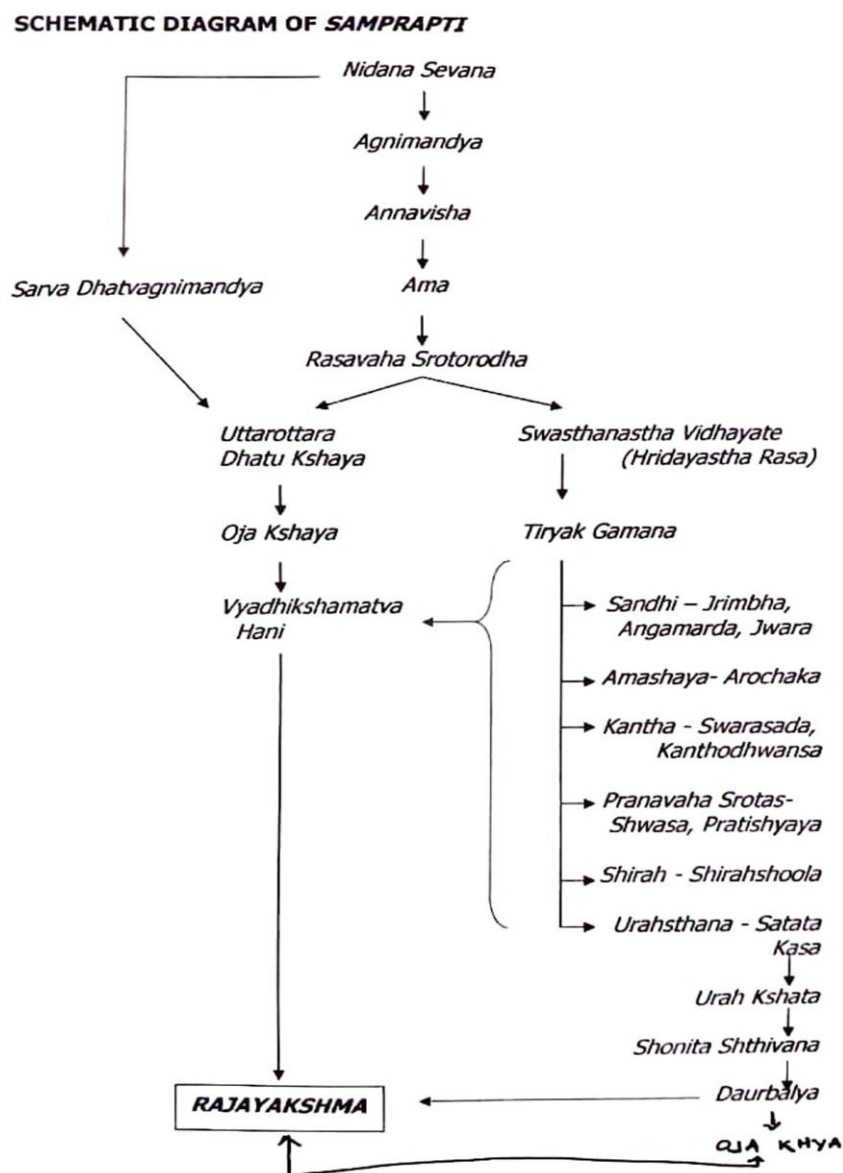 SCHEMATIC DIAGRAM OF SAMPRAPTI
Nidana Sevana
Agnimandya
Annavisha
Sarva Dhatvagnimandya
Ama
Rasavaha Srotorodha
Uttarottara
Dhatu Kshaya
Swasthanastha Vidhayate
(Hridayastha Rasa)
Oja Kshaya
Tiryak Gamana
Vyadhikshamatva
Hani
Sandhi – Jrimbha,
Angamarda, Jwara
Amashaya- Arochaka
Kantha - Swarasada,
Kanthodhwansa
Pranavaha Srotas-
Shwasa, Pratishyaya
Shirah - Shirahshoola
Urahsthana - Satata
Kasa
Urah Kshata
Shonita Shthivana
RAJAYAKSHMA
Daurbalya
OJA KHYA